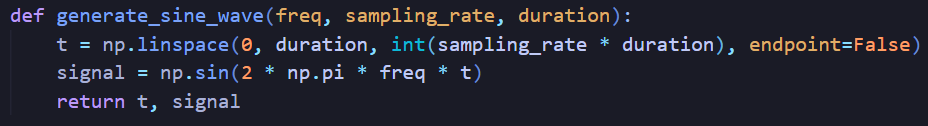 def generate_sine_wave(freq, sampling_rate, duration):
    t = np.linspace(0, duration, int(sampling_rate * duration), endpoint=False)
    signal = np.sin(2 * np.pi * freq * t)
    return t, signal